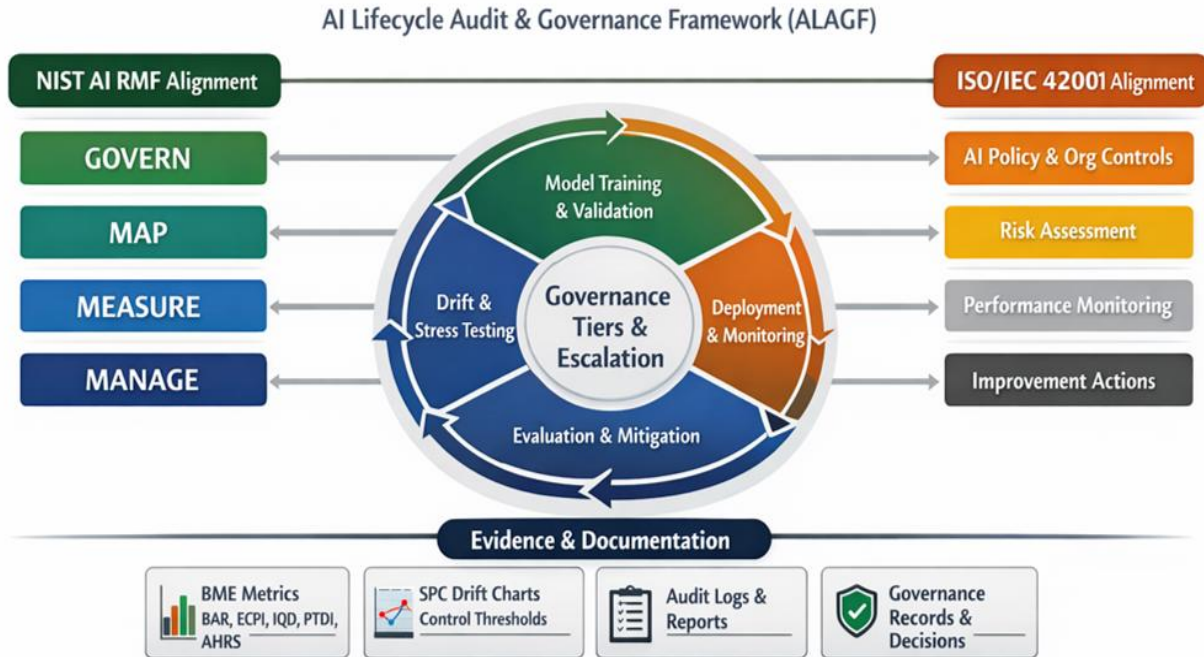 AI Lifecycle Audit & Governance Framework (ALAGF)
NIST AI RMF Alignment
ISO/IEC 42001 Alignment
GOVERN
MAP
MEASURE
MANAGE
Model Training
& Validation
Drift &
Stress Testing
Governance
Tiers &
Escalation
Deployment
& Monitoring
Evaluation & Mitigation
AI Policy & Org Controls
Risk Assessment
Performance Monitoring
Improvement Actions
Evidence & Documentation
BME Metrics
BAR, ECPI, IQD, PTDI,
AHRS
SPC Drift Charts
Control Thresholds
Audit Logs &
Reports
Governance
Records &
Decisions